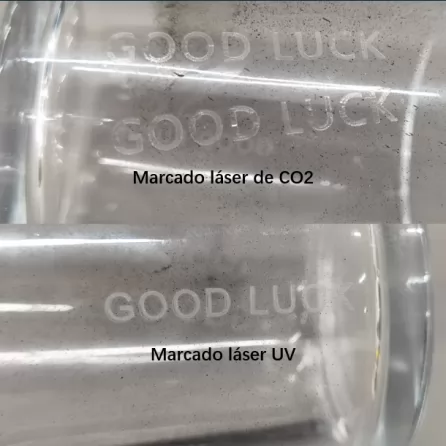 GOOD LUCK
GOOD LUCK
Marcado láser de CO2
GOOD LUCK
Marcado láser UV